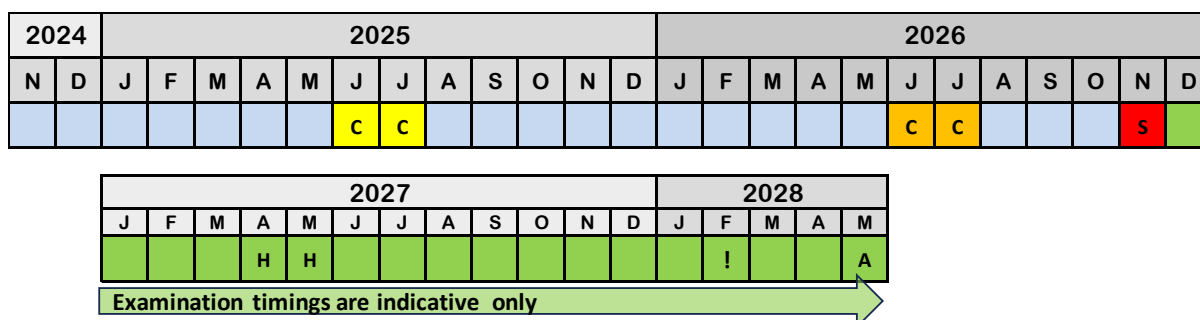 2024 2025 2026
N D J F M A M J J A S O N D J F M A M J J A S O N D
C C C C S
2027 2028
J F M A M J J A S O N D J F M A M
H H ! A
Examination timings are indicative only